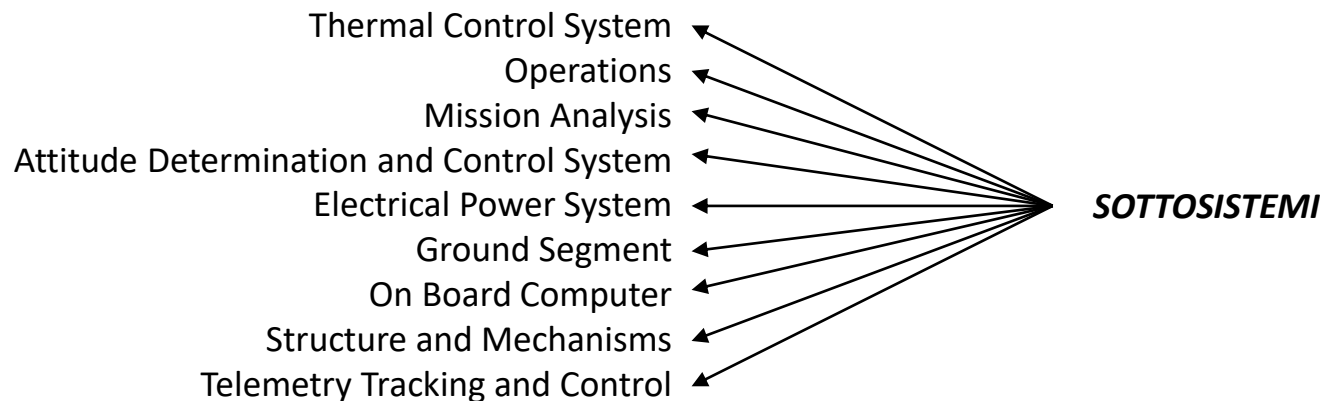 Thermal Control System
Operations
Mission Analysis
Attitude Determination and Control System
Electrical Power System
Ground Segment
On Board Computer
Structure and Mechanisms
Telemetry Tracking and Control
SOTTOSISTEMI